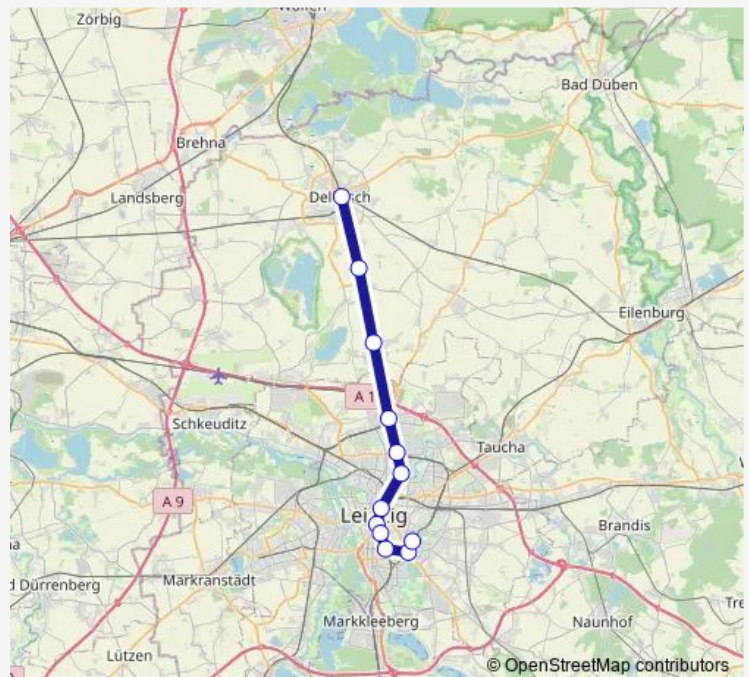 Zörbig
Bad Düben
Brehna
Landsberg
Eilenburg
A 1
Schkeuditz
Taucha
A 9
Brandis
Markranstädt
d Dürrenberg
Markkleeberg
Naunhof
Lützen
© OpenStreetMap contributors